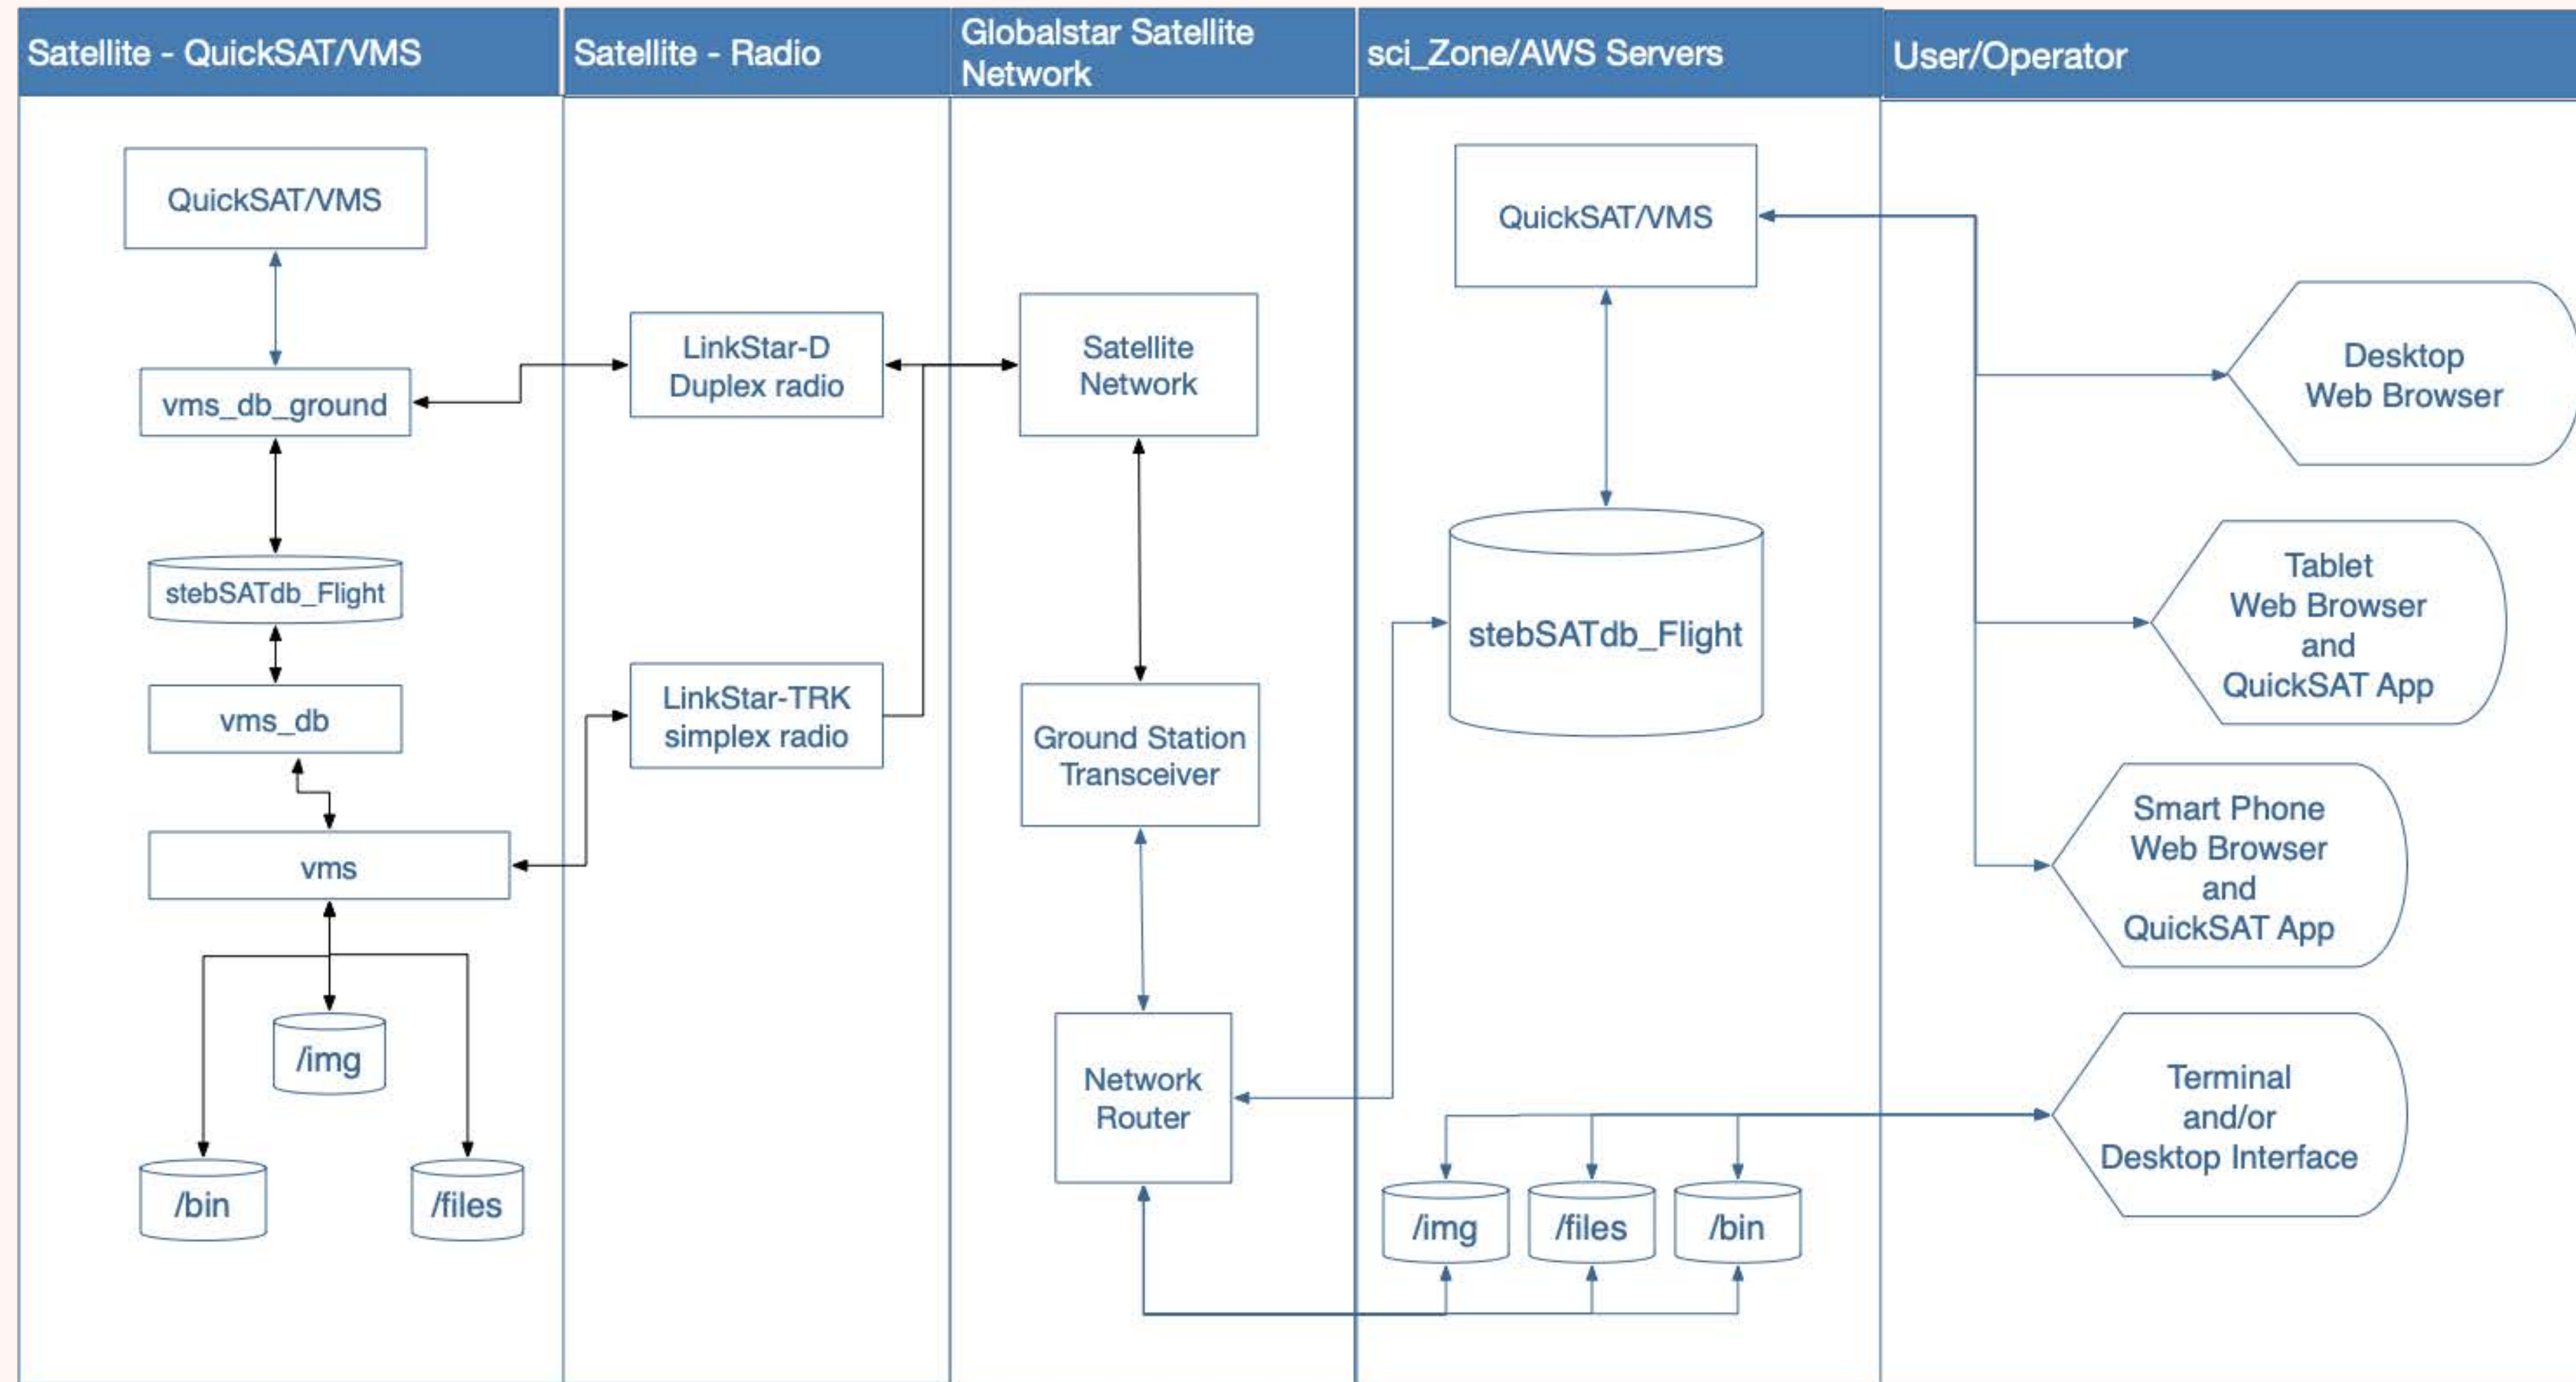 Satellite - QuickSAT/VMS
Satellite - Radio
Globalstar Satellite
Network
sci_Zone/AWS Servers
User/Operator
QuickSAT/VMS
vms_db_ground
stebSATdb_Flight
vms_db
vms
/img
/bin
/files
LinkStar-D
Duplex radio
LinkStar-TRK
simplex radio
Satellite
Network
Ground Station
Transceiver
Network
Router
QuickSAT/VMS
stebSATdb_Flight
/img
/files
/bin
Desktop
Web Browser
Tablet
Web Browser
and
QuickSAT App
Smart Phone
Web Browser
and
QuickSAT App
Terminal
and/or
Desktop Interface